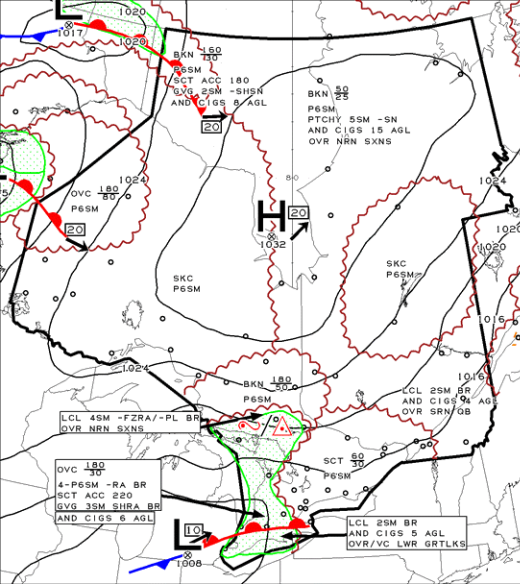 L
1020
1017
1020
BKN 160/130
P6SM
SCT ACC 180
GVG 2SM -SHSN
AND CIGS 8 AGL
20
BKN 50/25
P6SM
PTCHY 5SM -SN
AND CIGS 15 AGL
OVR NRN SXNS
80
1024
1024
OVC 180/80
P6SM
20
H
20
1032
1020
1020
SKC
P6SM
SKC
P6SM
1016
1024
1016
BKN 180/50
P6SM
LCL 2SM BR
AND CIGS 4 AGL
OVR SRN QB
LCL 4SM -FZRA/-PL BR
OVR NRN SXNS
SCT 60/30
P6SM
OVC 180/30
4-P6SM -RA BR
SCT ACC 220
GVG 3SM SHRA BR
AND CIGS 6 AGL
L
10
1008
LCL 2SM BR
AND CIGS 5 AGL
OVR/VC LWR GRTLKS